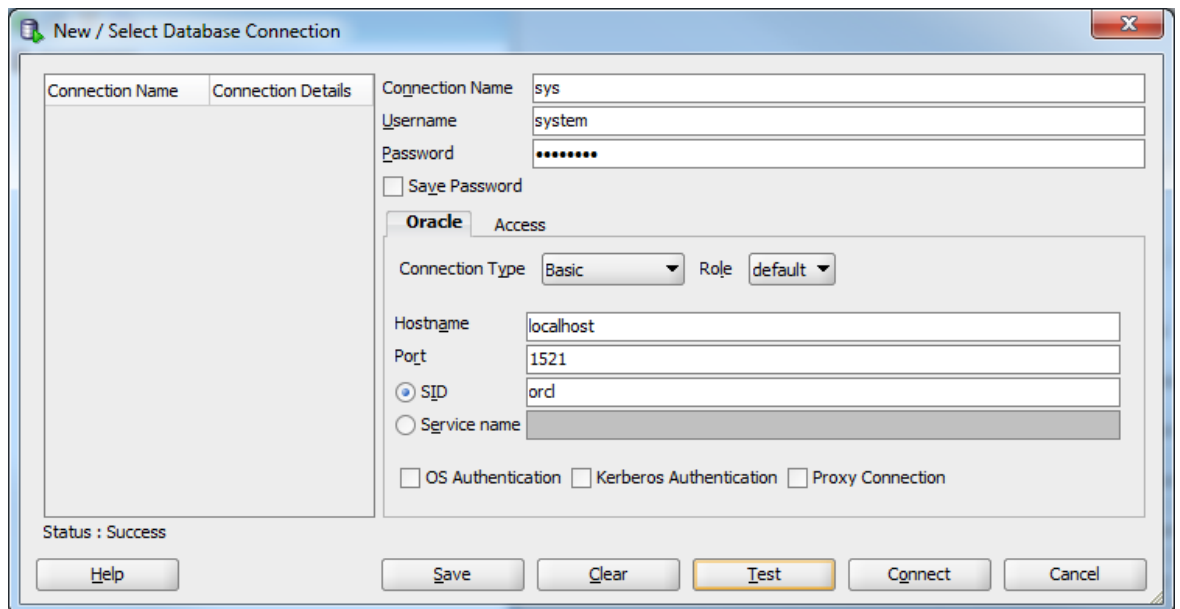 New / Select Database Connection
Connection Name Connection Details
Connection Name sys
Username system
Password ••••••••
Save Password
Oracle Access
Connection Type Basic Role default
Hostname localhost
Port 1521
SID orcl
Service name
OS Authentication Kerberos Authentication Proxy Connection
Status : Success
Help Save Clear Test Connect Cancel